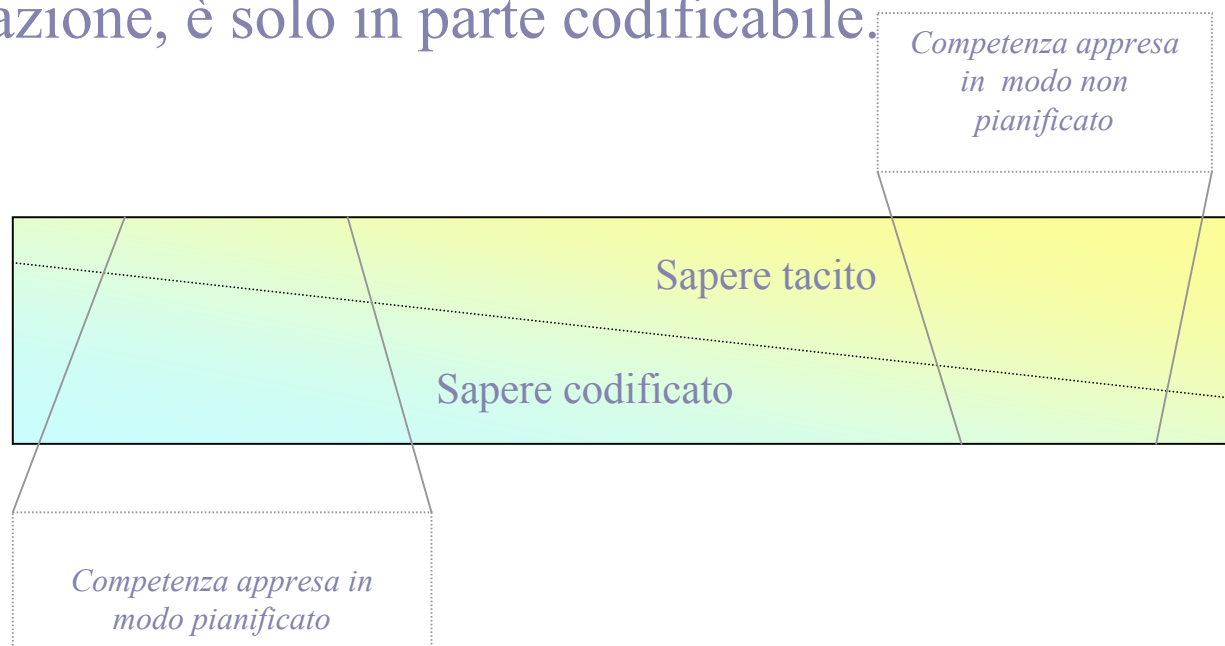 azione, è solo in parte codificabile.
Competenza appresa
in modo non
pianificato
Sapere tacito
Sapere codificato
Competenza appresa in
modo pianificato